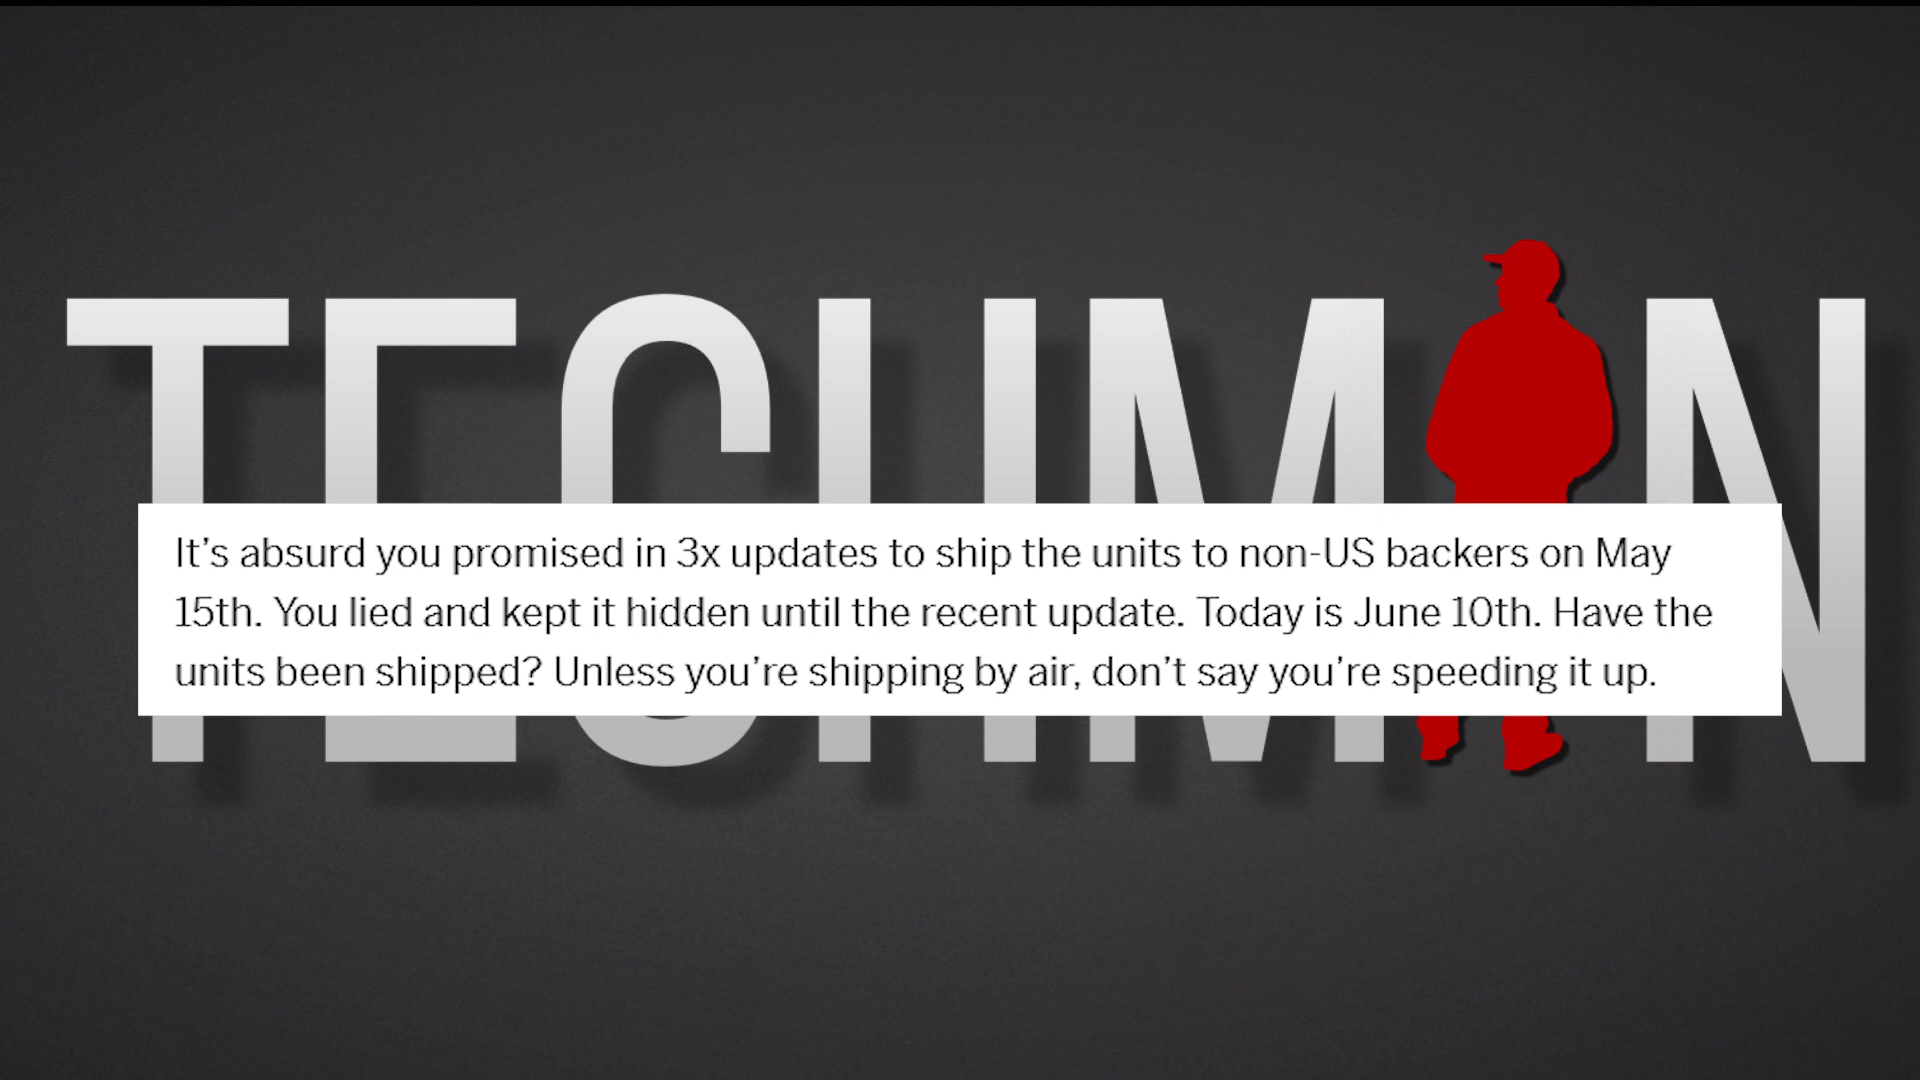 TECHMAN
It's absurd you promised in 3x updates to ship the units to non-US backers on May
15th. You lied and kept it hidden until the recent update. Today is June 10th. Have the
units been shipped? Unless you're shipping by air, don't say you're speeding it up.